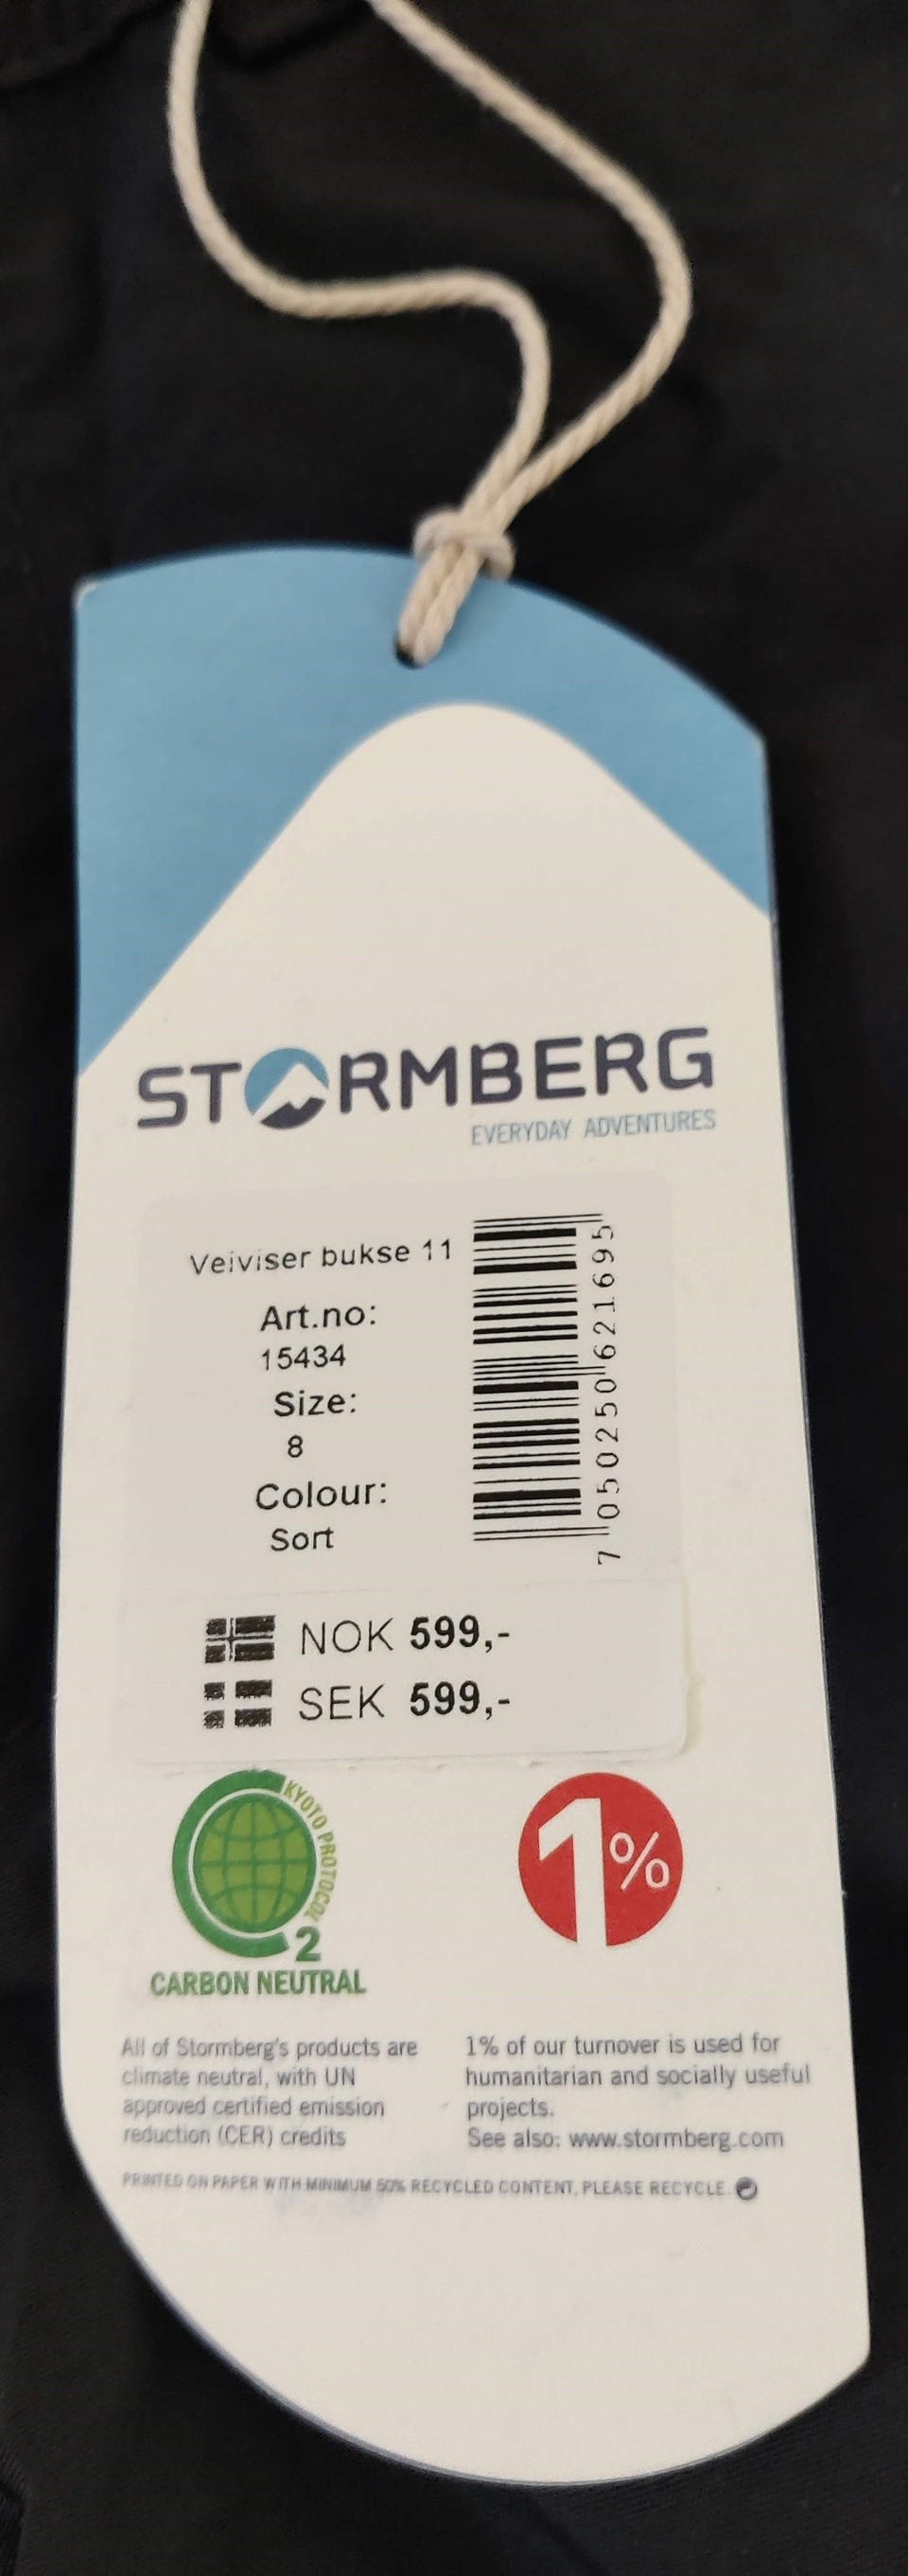 STORMBERG
EVERYDAY ADVENTURES
Veiviser bukse 11
Art.no:
15434
Size:
8
Colour:
Sort
7 050250 621695
NOK 599,-
SEK 599,-
KYOTO PROTOCOL
2
CARBON NEUTRAL
1%
All of Stormberg's products are
climate neutral, with UN
approved certified emission
reduction (CER) credits
1% of our turnover is used for
humanitarian and socially useful
projects.
See also: www.stormberg.com
PRINTED ON PAPER WITH MINIMUM 50% RECYCLED CONTENT, PLEASE RECYCLE.